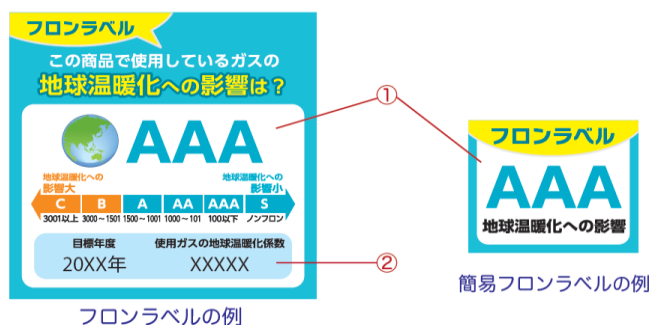 フロンラベル
この商品で使用しているガスの
地球温暖化への影響は?
AAA
地球温暖化への
影響大
地球温暖化への
影響小
C B A AA AAA S
3001以上 3000~1501 1500~1001 1000~101 100以下 ノンフロン
目標年度 使用ガスの地球温暖化係数
20XX年 XXXXX
フロンラベルの例
①
②
フロンラベル
AAA
地球温暖化への影響
簡易フロンラベルの例